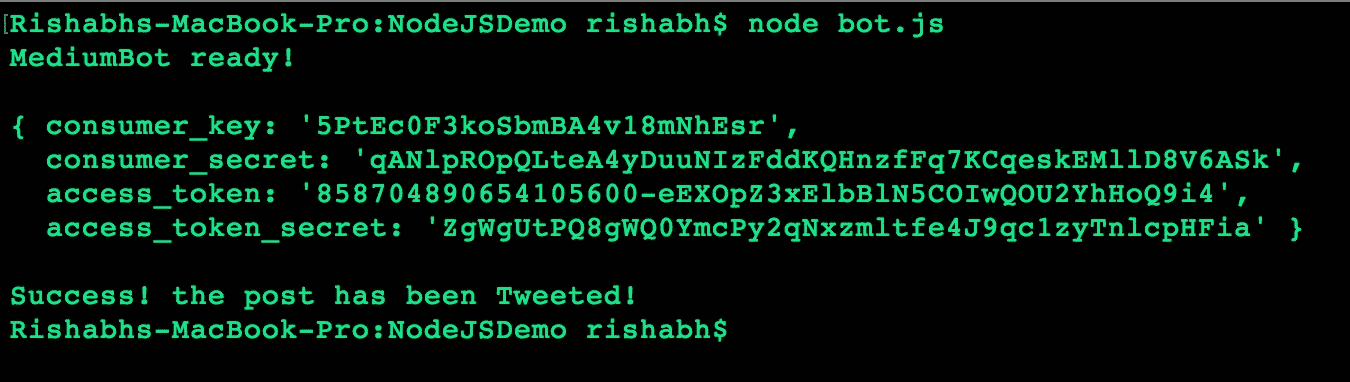 [Rishabhs-MacBook-Pro:NodeJSDemo rishabh$ node bot.js
MediumBot ready!
{ consumer_key: '5PtEc0F3koSbmBA4v18mNhEsr',
consumer_secret: 'qANlpROpQLteA4yDuuNIzFddKQHnzfFq7KCqeskEMllD8V6ASk',
access_token: '858704890654105600-eEXOpZ3xElbBlN5COIwQOU2YhHoQ9i4',
access_token_secret: 'ZgWgUtPQ8gWQ0YmcPy2qNxzmltfe4J9qc1zyTnlcpHFia' }
Success! the post has been Tweeted!
Rishabhs-MacBook-Pro:NodeJSDemo rishabh$